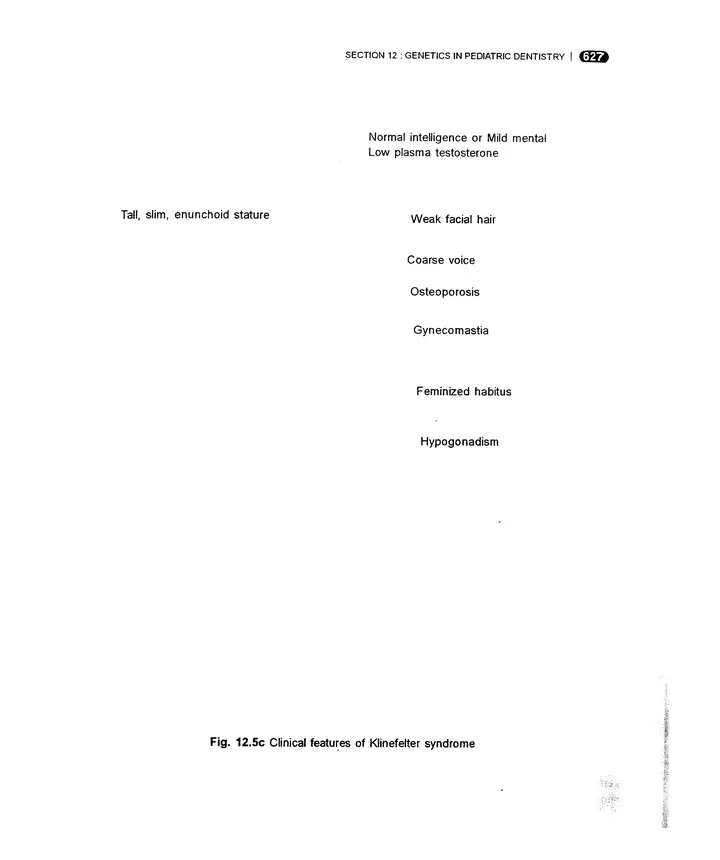 SECTION 12 : GENETICS IN PEDIATRIC DENTISTRY | 627
Normal intelligence or Mild mental
Low plasma testosterone
Tall, slim, enunchoid stature
Weak facial hair
Coarse voice
Osteoporosis
Gynecomastia
Feminized habitus
Hypogonadism
Fig. 12.5c Clinical features of Klinefelter syndrome